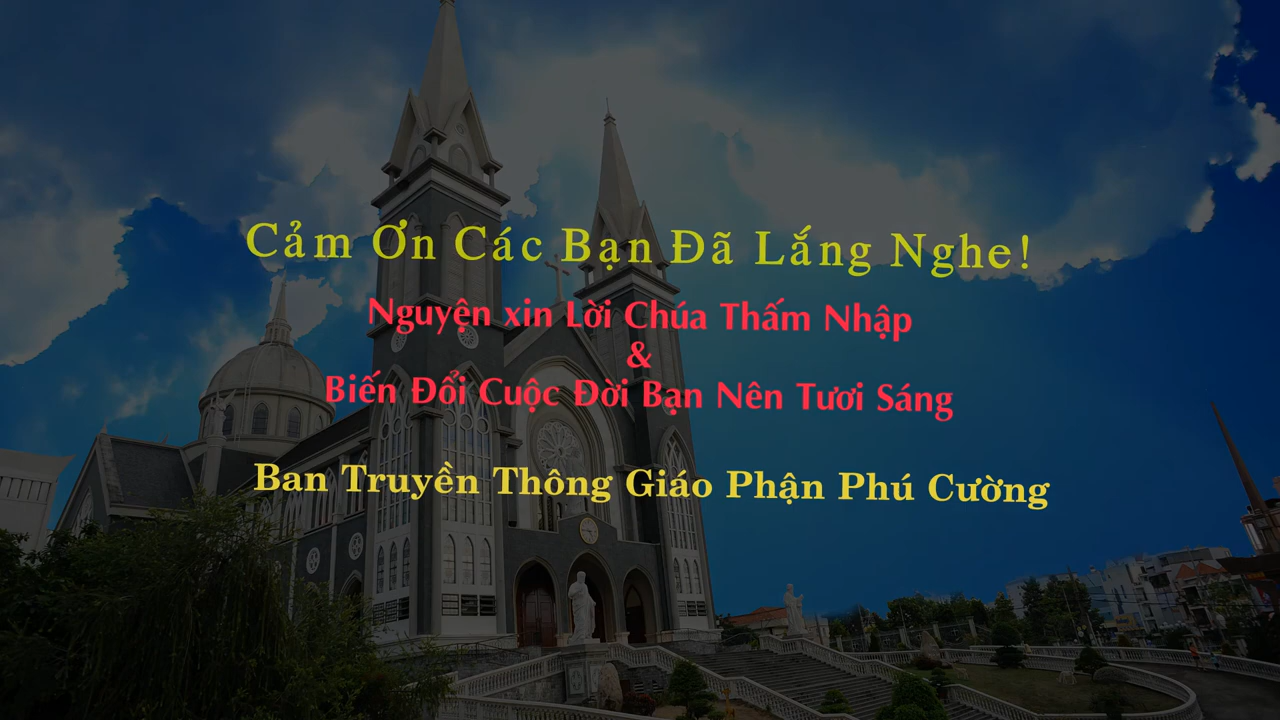 Cảm Ơn Các Bạn Đã Lắng Nghe!
Nguyện xin Lời Chúa Thấm Nhập
&
Biến Đổi Cuộc Đời Bạn Nên Tươi Sáng
Ban Truyền Thông Giáo Phận Phú Cường